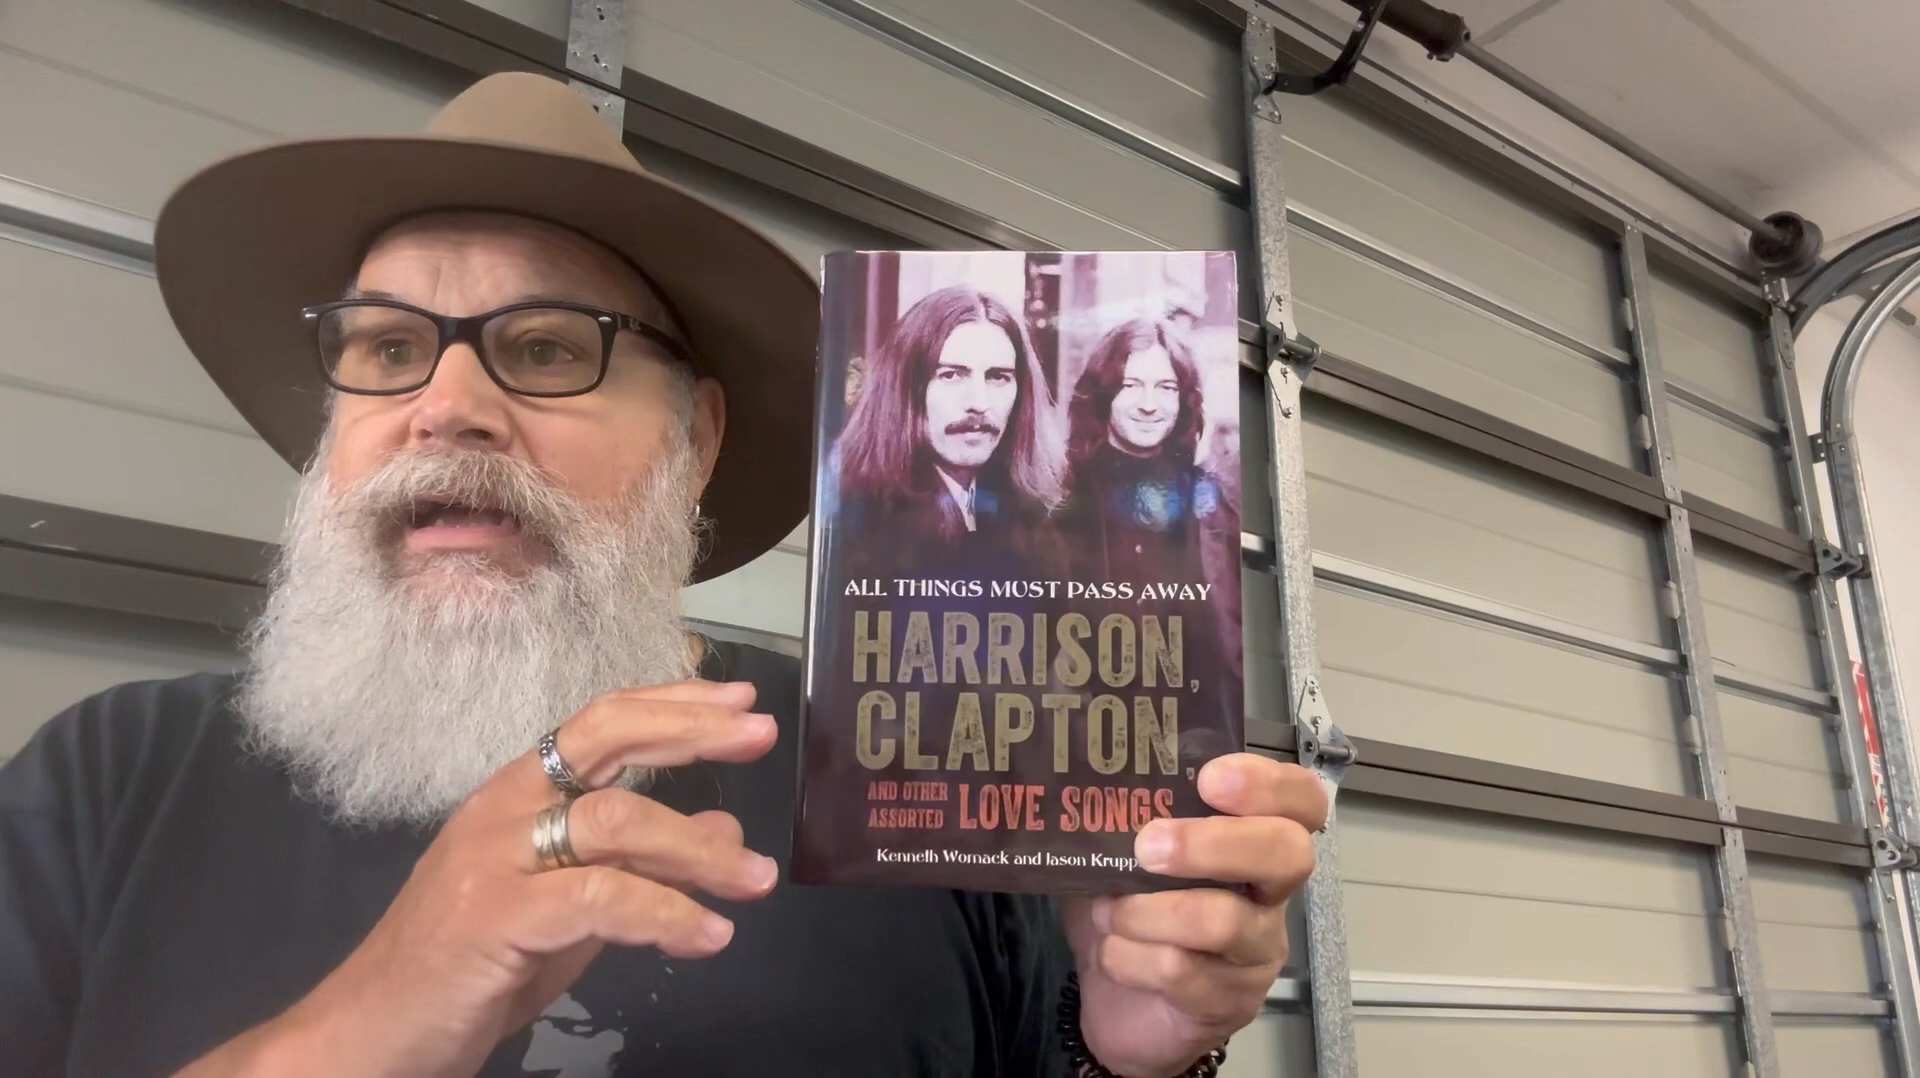 ALL THINGS MUST PASS AWAY
HARRISON,
CLAPTON,
AND OTHER
ASSORTED LOVE SONGS
Kenneth Womack and Jason Krupp